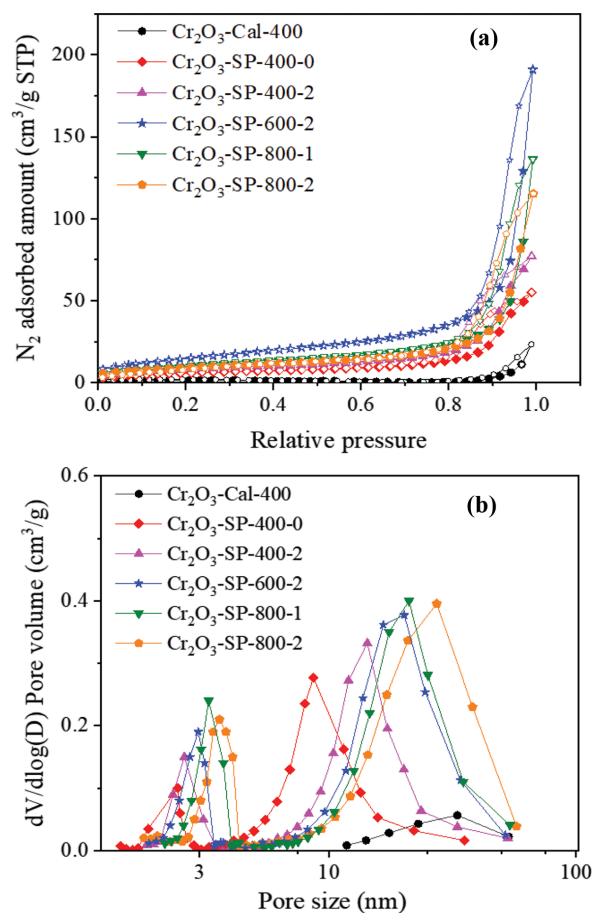 (a)
Cr₂O₃-Cal-400
Cr₂O₃-SP-400-0
Cr₂O₃-SP-400-2
Cr₂O₃-SP-600-2
Cr₂O₃-SP-800-1
Cr₂O₃-SP-800-2
N₂ adsorbed amount (cm³/g STP)
200
150
100
50
0
0.0 0.2 0.4 0.6 0.8 1.0
Relative pressure
(b)
Cr₂O₃-Cal-400
Cr₂O₃-SP-400-0
Cr₂O₃-SP-400-2
Cr₂O₃-SP-600-2
Cr₂O₃-SP-800-1
Cr₂O₃-SP-800-2
dV/dlog(D) Pore volume (cm³/g)
0.6
0.4
0.2
0.0
3 10 100
Pore size (nm)